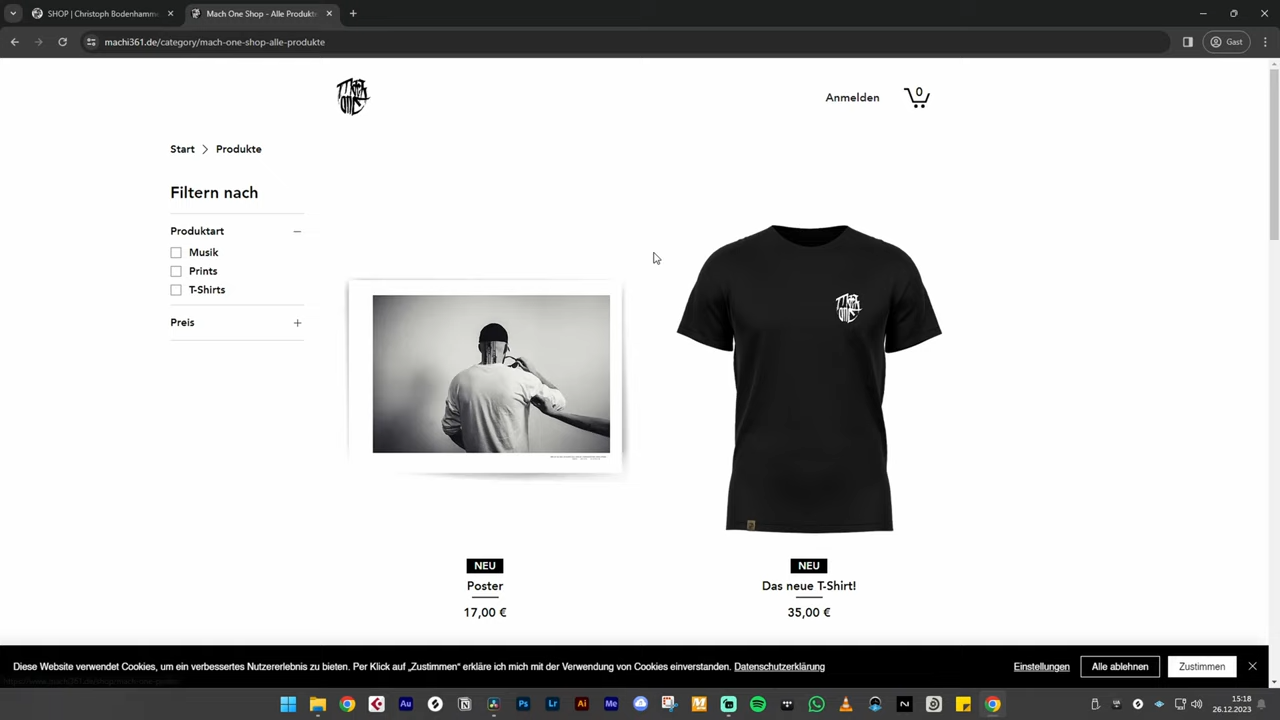 SHOP | Christoph Bodenhamme
Mach One Shop - Alle Produkte
machi361.de/category/mach-one-shop-alle-produkte
Gast
Anmelden
0
Start > Produkte
Filtern nach
Produktart
Musik
Prints
T-Shirts
Preis
NEU
Poster
17,00 €
NEU
Das neue T-Shirt!
35,00 €
Diese Website verwendet Cookies, um ein verbessertes Nutzererlebnis zu bieten. Per Klick auf „Zustimmen“ erkläre ich mich mit der Verwendung von Cookies einverstanden. Datenschutzerklärung
Einstellungen
Alle ablehnen
Zustimmen
15:18
26.12.2023